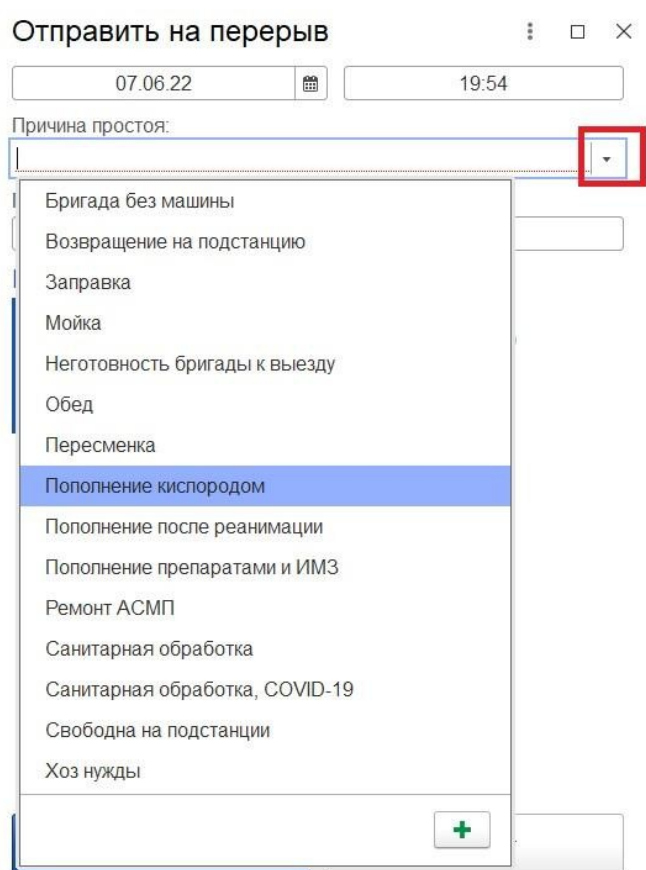 Отправить на перерыв
07.06.22
19:54
Причина простоя:
Бригада без машины
Возвращение на подстанцию
Заправка
Мойка
Неготовность бригады к выезду
Обед
Пересменка
Пополнение кислородом
Пополнение после реанимации
Пополнение препаратами и ИМЗ
Ремонт АСМП
Санитарная обработка
Санитарная обработка, COVID-19
Свободна на подстанции
Хоз нужды